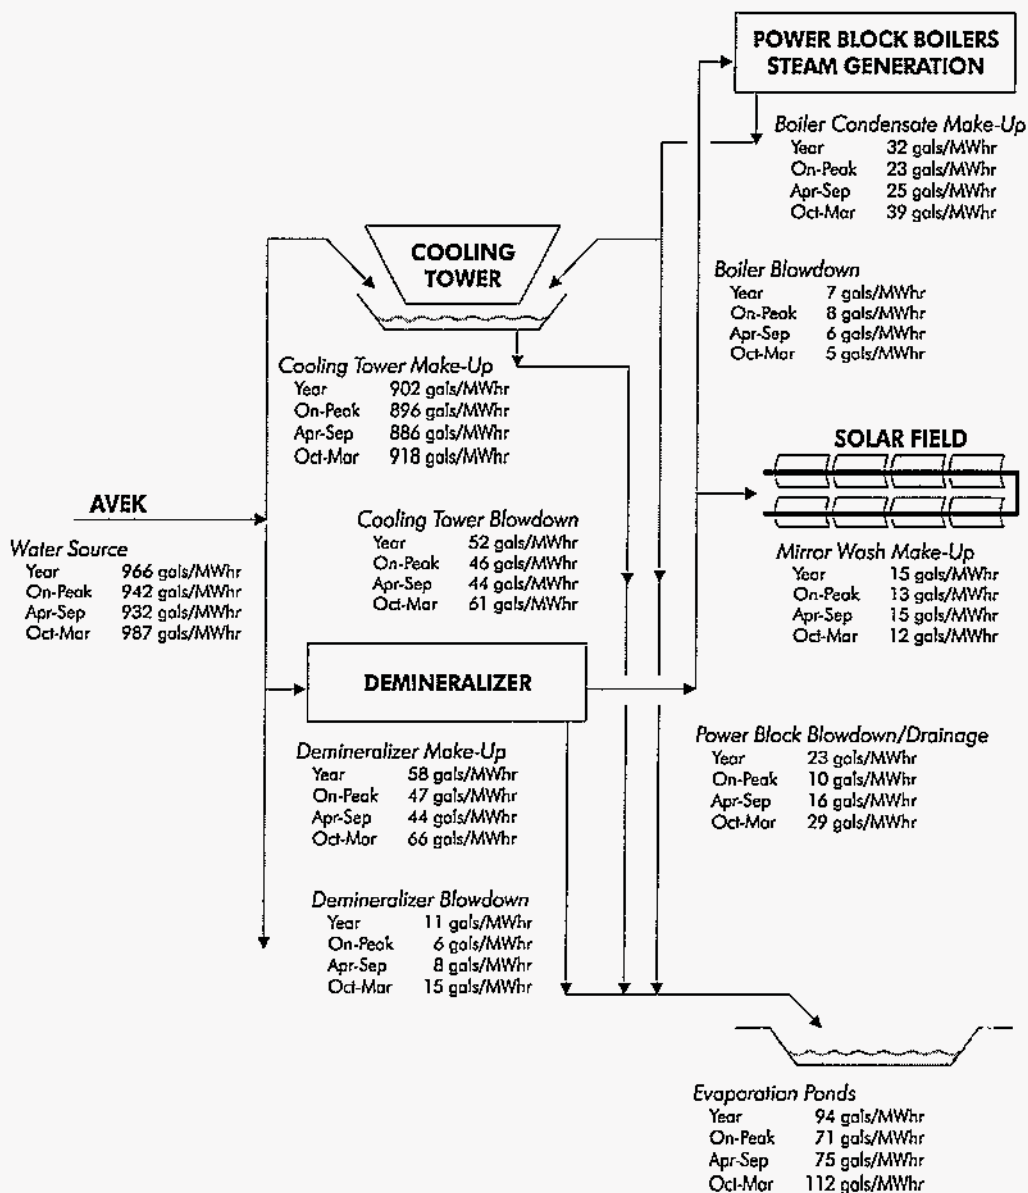 POWER BLOCK BOILERS
STEAM GENERATION
Boiler Condensate Make-Up
Year 32 gals/MWhr
On-Peak 23 gals/MWhr
Apr-Sep 25 gals/MWhr
Oct-Mar 39 gals/MWhr
COOLING
TOWER
Boiler Blowdown
Year 7 gals/MWhr
On-Peak 8 gals/MWhr
Apr-Sep 6 gals/MWhr
Oct-Mar 5 gals/MWhr
Cooling Tower Make-Up
Year 902 gals/MWhr
On-Peak 896 gals/MWhr
Apr-Sep 886 gals/MWhr
Oct-Mar 918 gals/MWhr
SOLAR FIELD
AVEK
Water Source
Year 966 gals/MWhr
On-Peak 942 gals/MWhr
Apr-Sep 932 gals/MWhr
Oct-Mar 987 gals/MWhr
Cooling Tower Blowdown
Year 52 gals/MWhr
On-Peak 46 gals/MWhr
Apr-Sep 44 gals/MWhr
Oct-Mar 61 gals/MWhr
Mirror Wash Make-Up
Year 15 gals/MWhr
On-Peak 13 gals/MWhr
Apr-Sep 15 gals/MWhr
Oct-Mar 12 gals/MWhr
DEMINERALIZER
Demineralizer Make-Up
Year 58 gals/MWhr
On-Peak 47 gals/MWhr
Apr-Sep 44 gals/MWhr
Oct-Mar 66 gals/MWhr
Power Block Blowdown/Drainage
Year 23 gals/MWhr
On-Peak 10 gals/MWhr
Apr-Sep 16 gals/MWhr
Oct-Mar 29 gals/MWhr
Demineralizer Blowdown
Year 11 gals/MWhr
On-Peak 6 gals/MWhr
Apr-Sep 8 gals/MWhr
Oct-Mar 15 gals/MWhr
Evaporation Ponds
Year 94 gals/MWhr
On-Peak 71 gals/MWhr
Apr-Sep 75 gals/MWhr
Oct-Mar 112 gals/MWhr